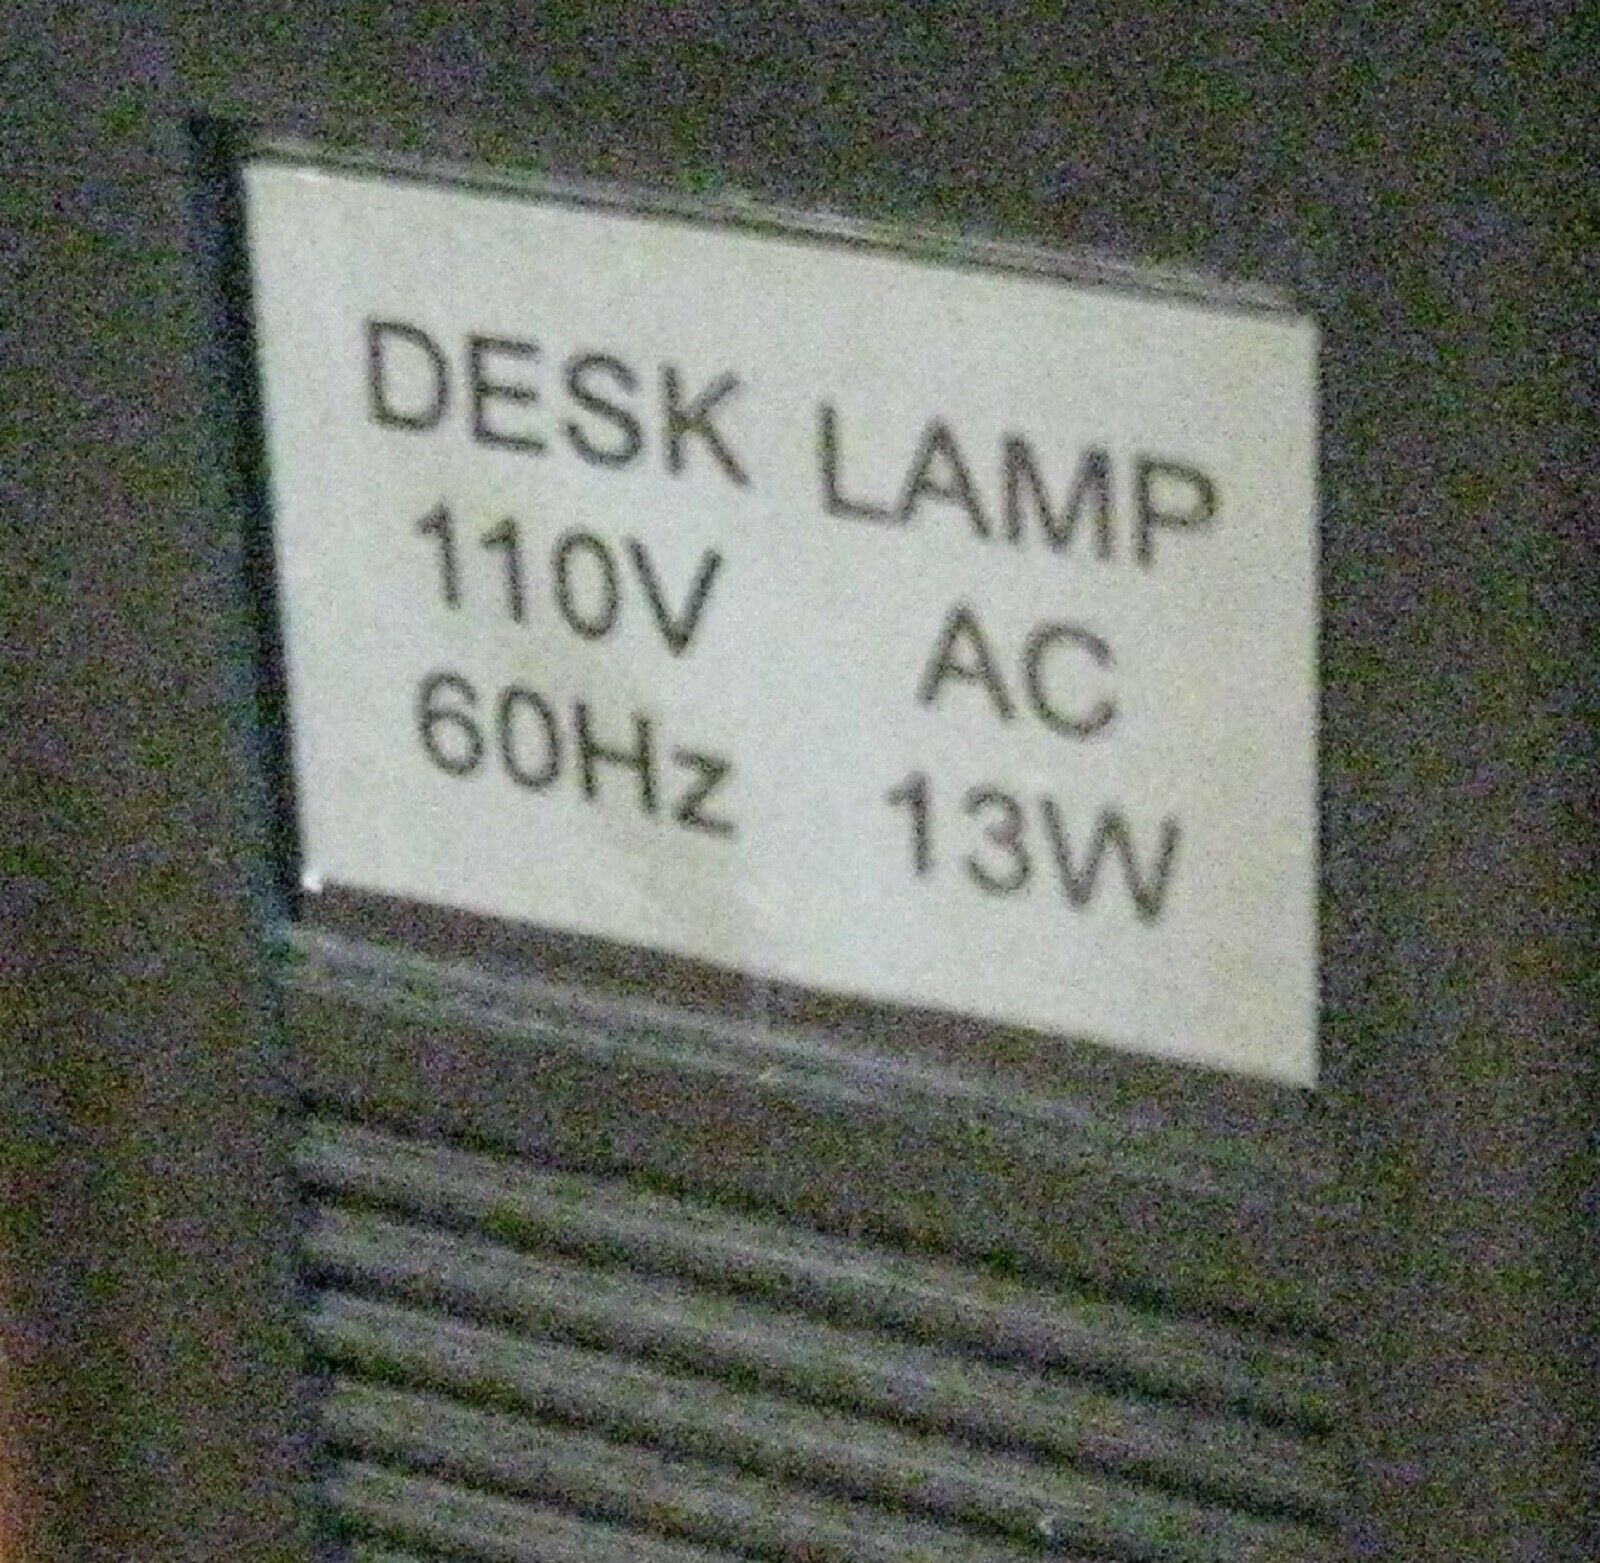 DESK LAMP
110V AC
60Hz 13W